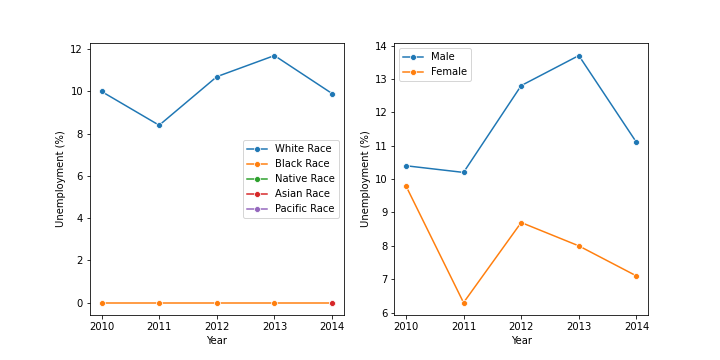 12
10
8
6
4
2
0
Unemployment (%)
White Race
Black Race
Native Race
Asian Race
Pacific Race
2010 2011 2012 2013 2014
Year
14
13
12
11
10
9
8
7
6
Unemployment (%)
Male
Female
2010 2011 2012 2013 2014
Year